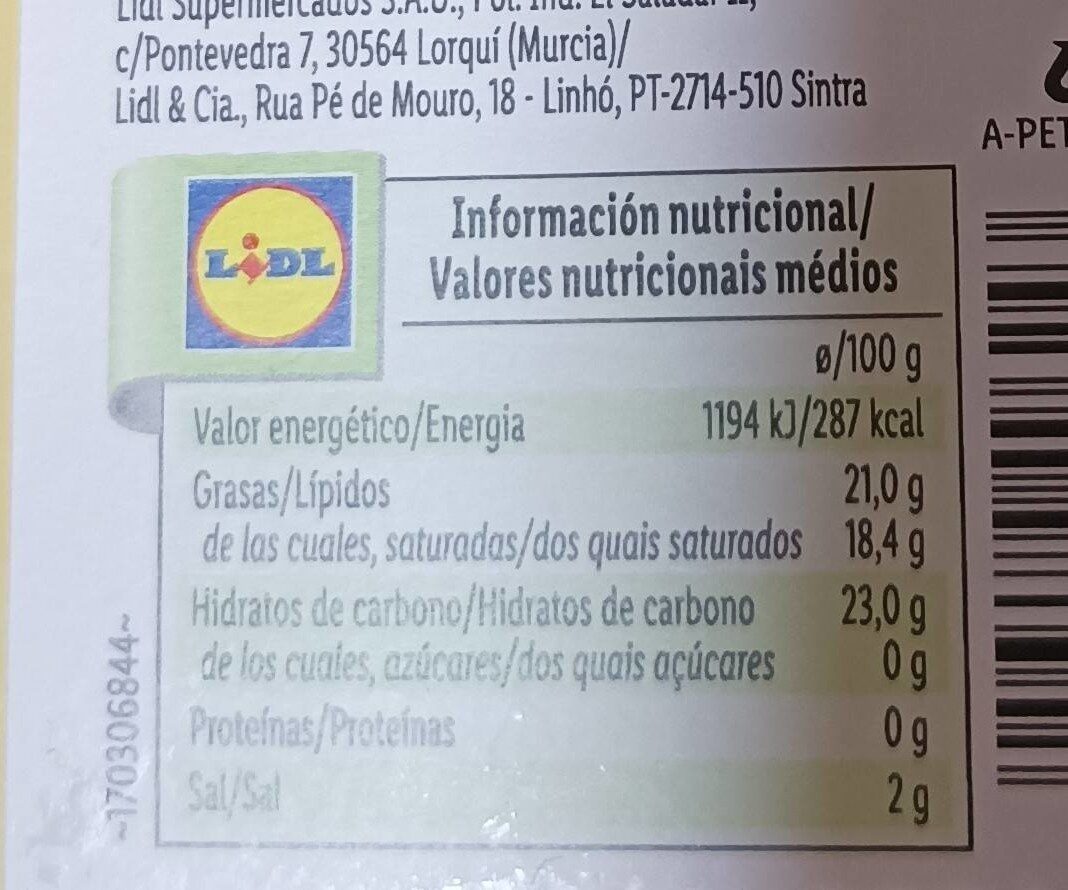 c/Pontevedra 7, 30564 Lorquí (Murcia)/
Lidl & Cia., Rua Pé de Mouro, 18 - Linhó, PT-2714-510 Sintra
A-PET
LIDL
Información nutricional/
Valores nutricionais médios
ø/100 g
Valor energético/Energia 1194 kJ/287 kcal
Grasas/Lípidos 21,0 g
de las cuales, saturadas/dos quais saturados 18,4 g
Hidratos de carbono/Hidratos de carbono 23,0 g
de los cuales, azúcares/dos quais açúcares 0 g
Proteínas/Proteínas 0 g
Sal/Sal 2 g
~170306844~